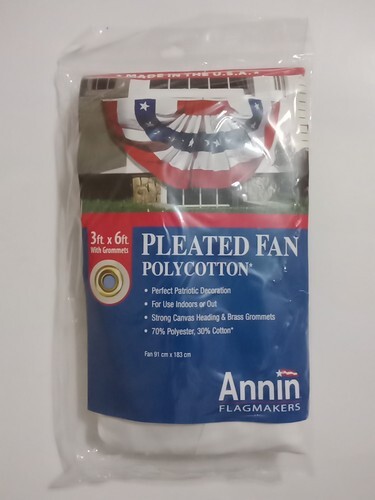 ★ MADE IN THE U.S.A. ★
3ft. x 6ft.
With Grommets
PLEATED FAN
POLYCOTTON*
• Perfect Patriotic Decoration
• For Use Indoors or Out
• Strong Canvas Heading & Brass Grommets
• 70% Polyester, 30% Cotton*
Fan 91 cm x 183 cm
Annin
FLAGMAKERS